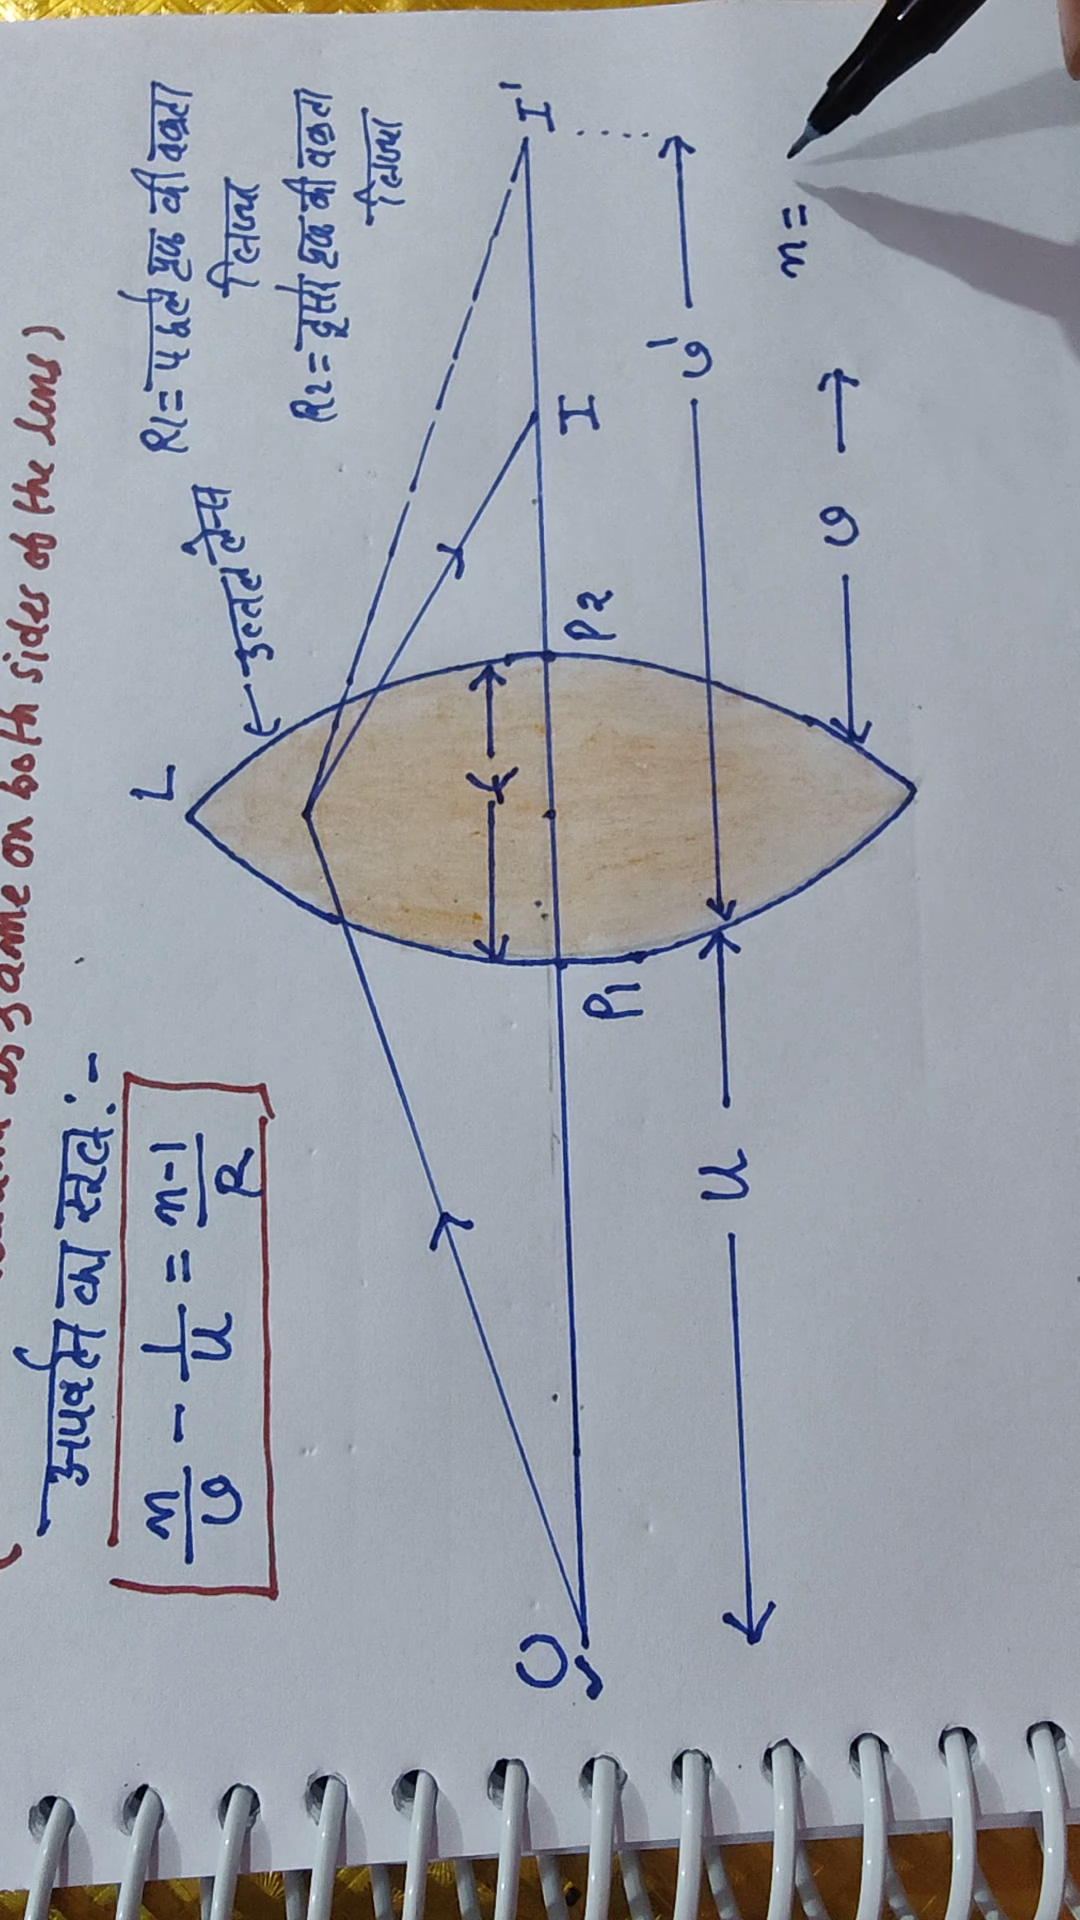 same on both sides of the lens)
अपवर्तन का सूत्र :-
n/v - 1/u = n-1/R
R1 = पहले पृष्ठ की वक्रता
त्रिज्या
R2 = दूसरे पृष्ठ की वक्रता
त्रिज्या
L
उत्तल लेन्स
t
O
P1
P2
I
I'
u
v'
v
n =